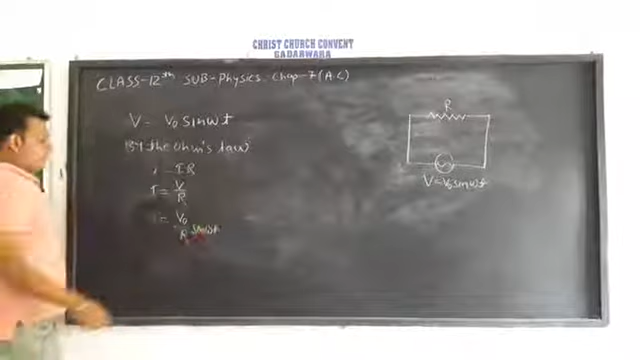 CHRIST CHURCH CONVENT
GADARWARA
CLASS-12th SUB-Physics. Chap-7(A.C)
V = V₀ sinωt
By the ohm's law
= IR
I = V/R
= V₀/R sinωt
R
V=V₀sinωt